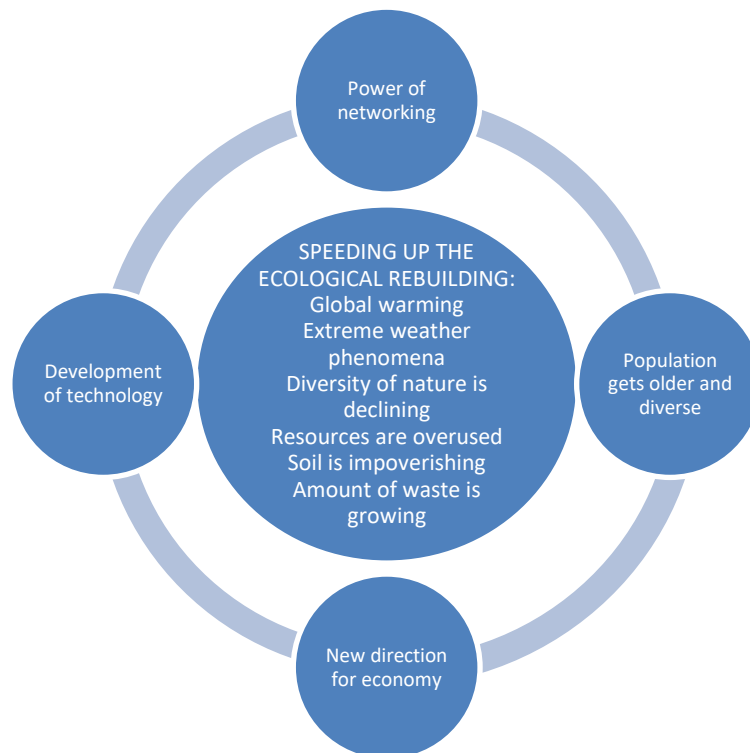 Power of
networking
SPEEDING UP THE
ECOLOGICAL REBUILDING:
Global warming
Extreme weather
phenomena
Diversity of nature is
declining
Resources are overused
Soil is impoverishing
Amount of waste is
growing
Development
of technology
Population
gets older and
diverse
New direction
for economy